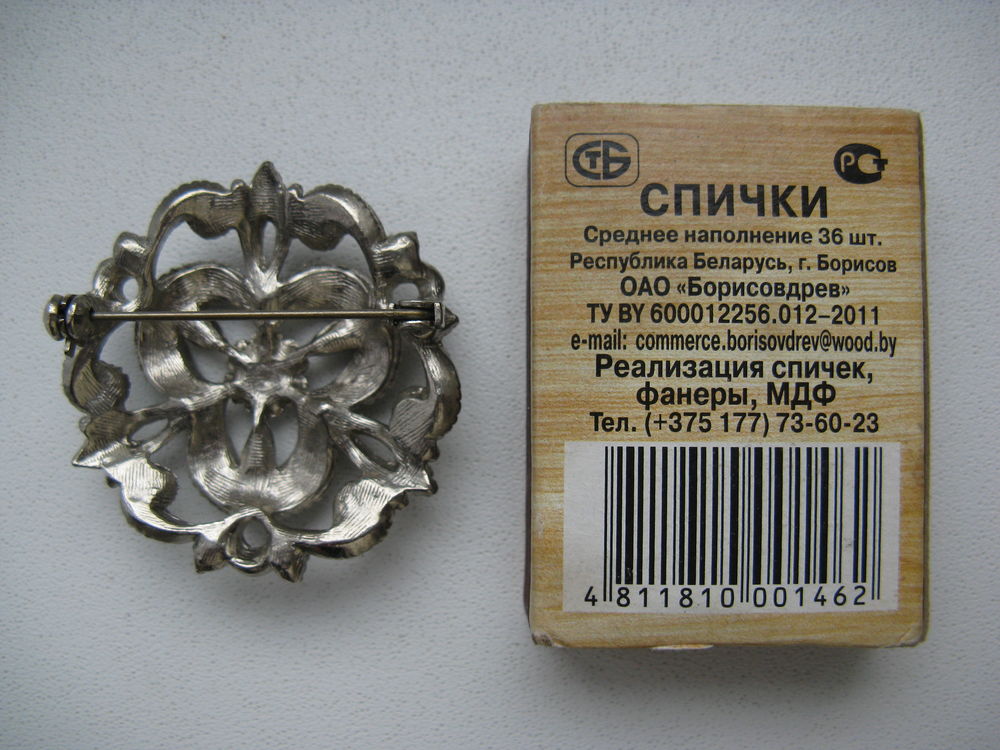 СТБ
РСТ
СПИЧКИ
Среднее наполнение 36 шт.
Республика Беларусь, г. Борисов
ОАО «Борисовдрев»
ТУ BY 600012256.012–2011
e-mail: commerce.borisovdrev@wood.by
Реализация спичек,
фанеры, МДФ
Тел. (+375 177) 73-60-23
4 811810 001462